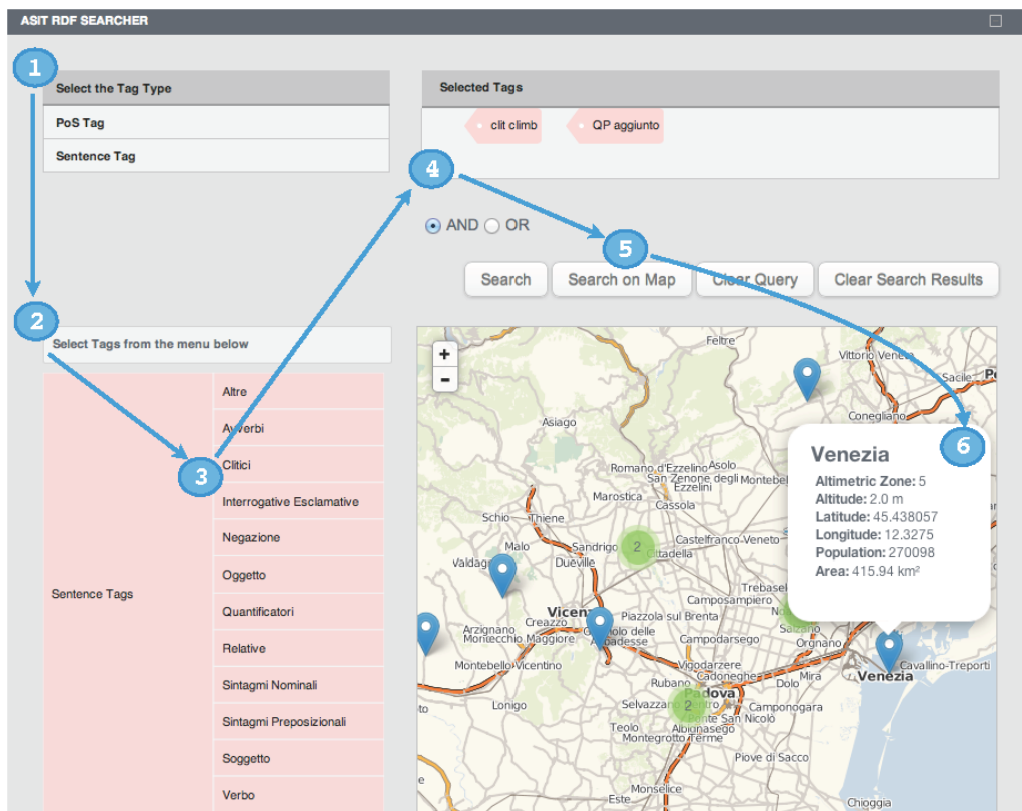 ASIT RDF SEARCHER
1
Select the Tag Type
PoS Tag
Sentence Tag
Selected Tags
clit climb
QP aggiunto
4
AND
OR
5
Search
Search on Map
Clear Query
Clear Search Results
2
Select Tags from the menu below
Sentence Tags
Altre
Avverbi
3
Clitici
Interrogative Esclamative
Negazione
Oggetto
Quantificatori
Relative
Sintagmi Nominali
Sintagmi Preposizionali
Soggetto
Verbo
+
-
Feltre
Vittorio Veneto
Sacile
Conegliano
Asiago
6
Venezia
Altimetric Zone: 5
Altitude: 2.0 m
Latitude: 45.438057
Longitude: 12.3275
Population: 270098
Area: 415.94 km²
Romano d'Ezzelino
Asolo
San Zenone degli
Ezzelini
Marostica
Cassola
Schio
Thiene
Malo
Sandrigo
2
Cittadella
Castelfranco-Veneto
Dueville
Camposampiero
Piazzola sul Brenta
Creazzo
Arzignano
Montecchio Maggiore
Campodarsego
Salzano
Orgnano
Montebello Vicentino
Vigodarzere
Cadoneghe
Rubano
Mira
Dolo
Venezia
Cavallino-Treporti
Padova
2
Lonigo
Selvazzano
Camponogara
Ponte San Nicolò
Teolo
Albignasego
Montegrotto Terme
Piove di Sacco
Monselice
Este
Chioggia